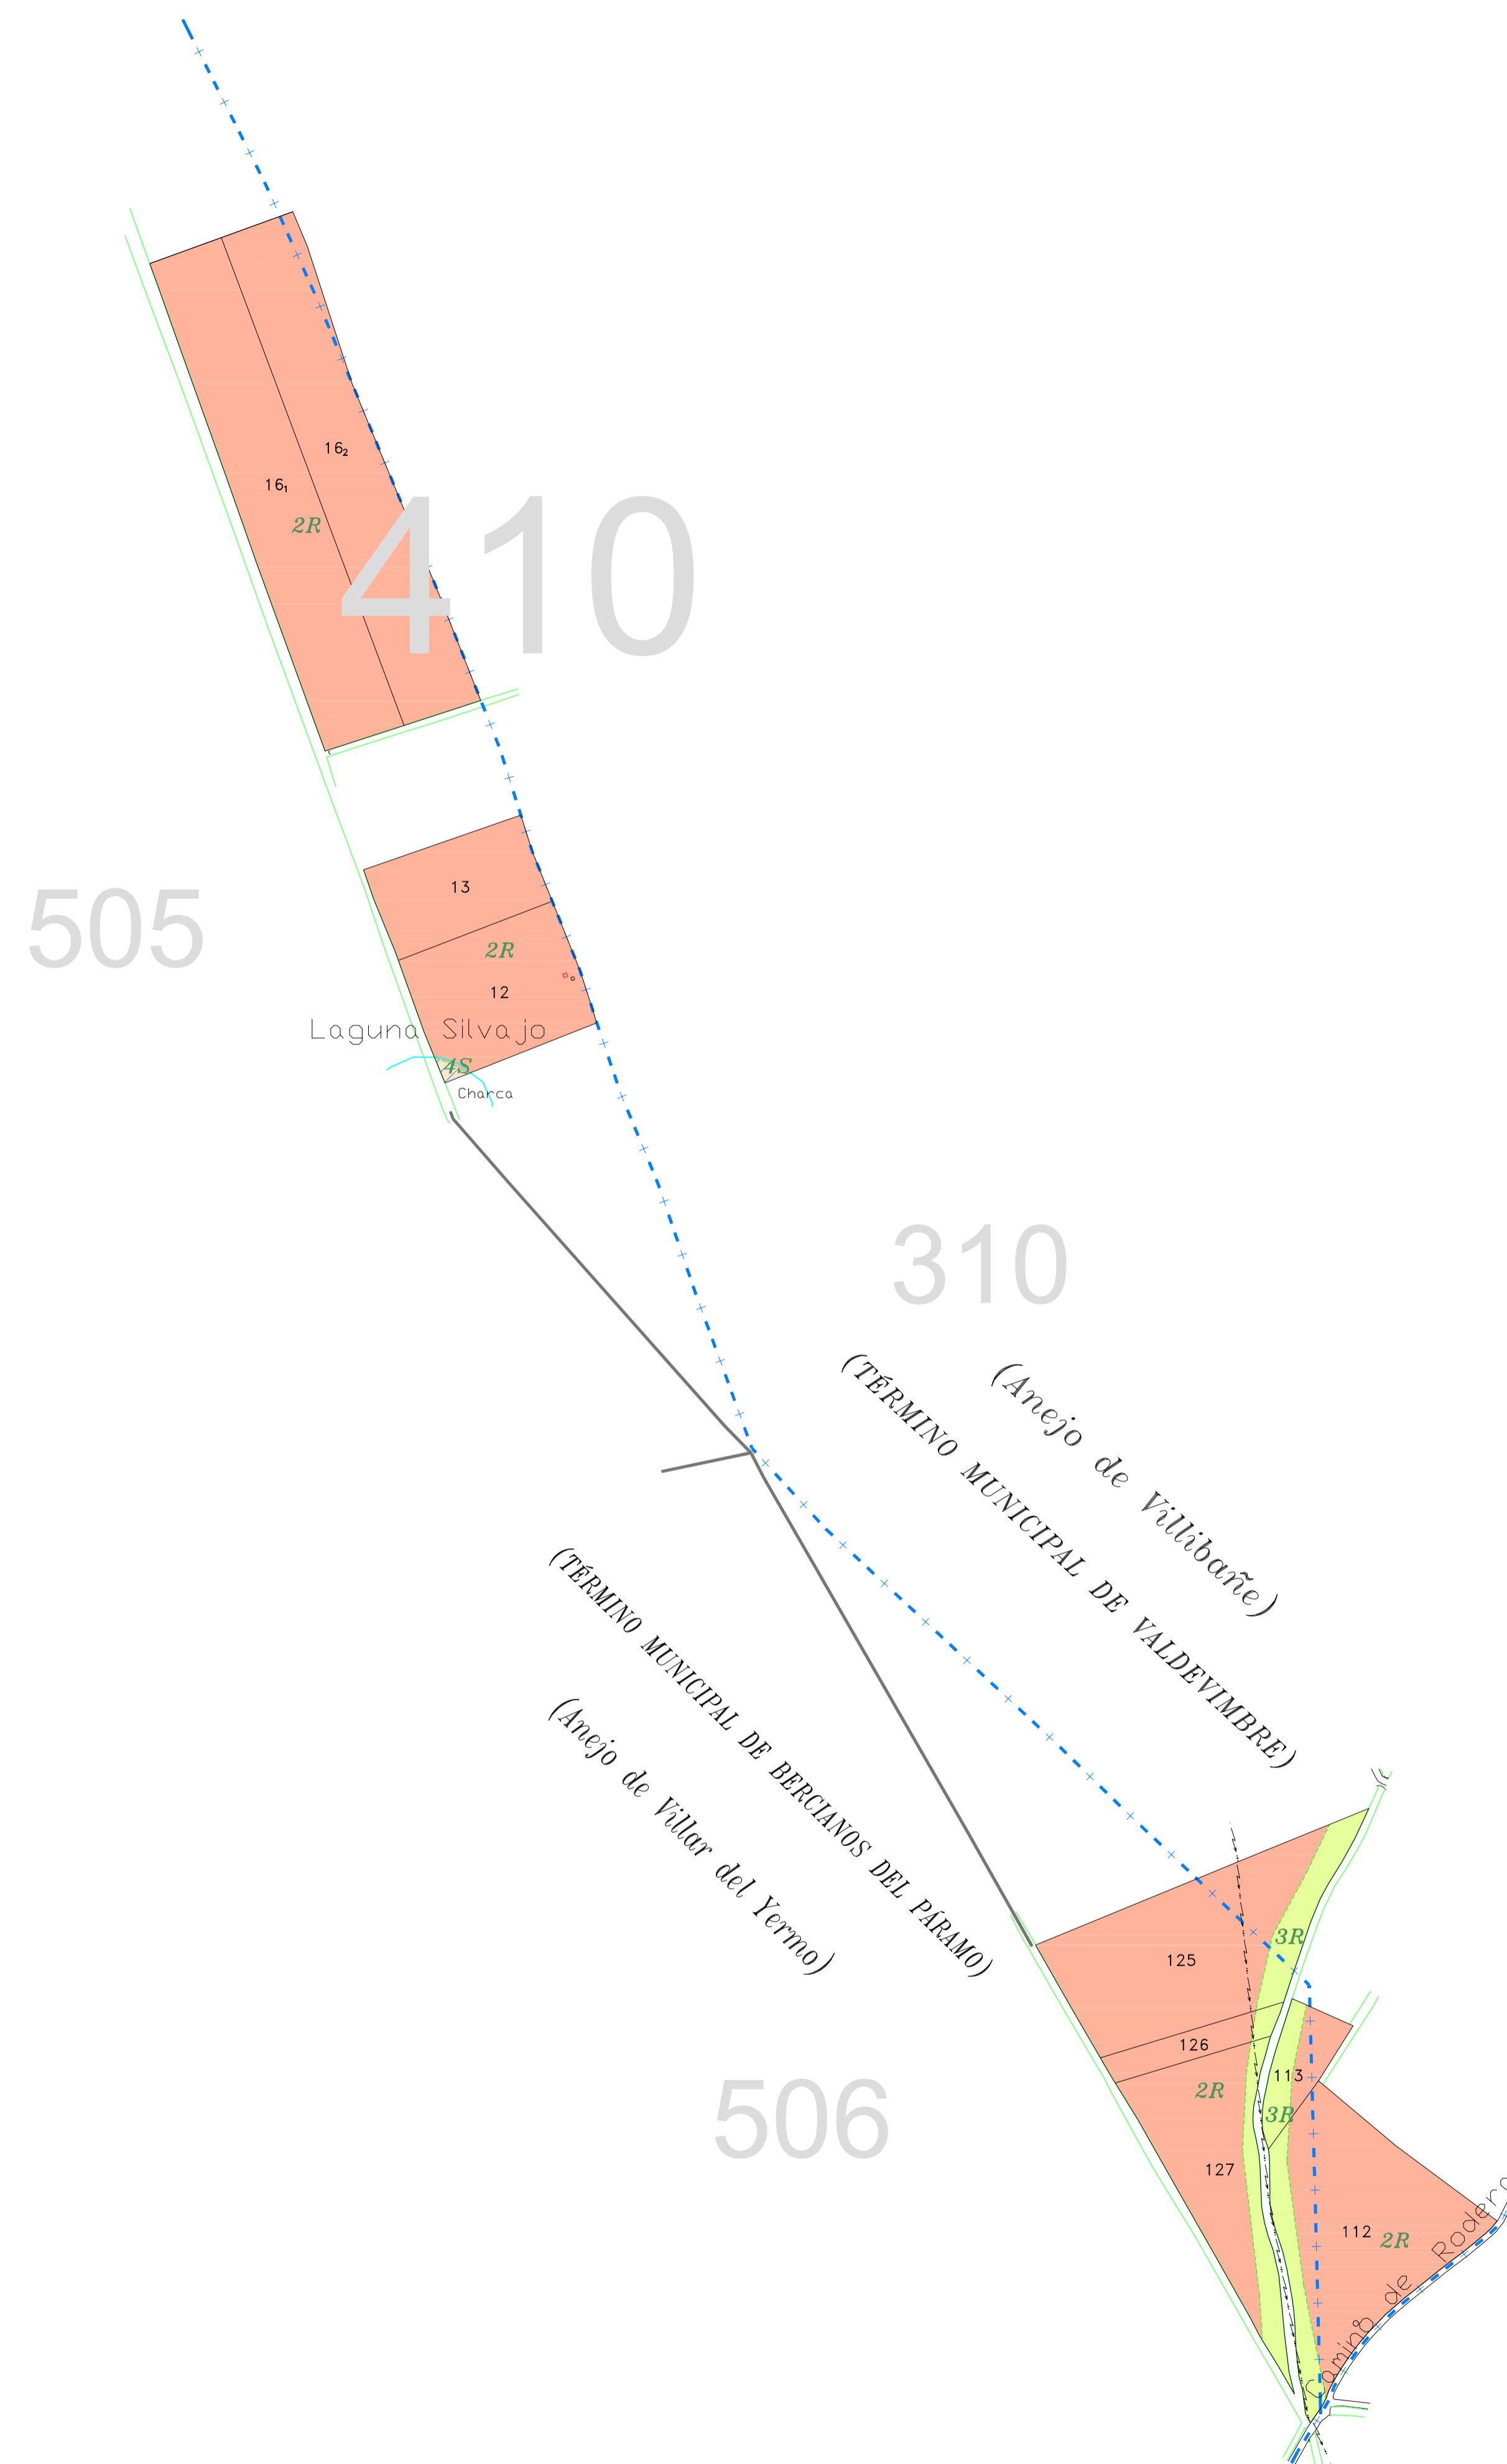 16₂
16₁
2R
410
13
505
2R
12
Laguna Silvajo
4S
Charca
310
(Anejo de Villibañe)
(TÉRMINO MUNICIPAL DE VALDEVIMBRE)
(TÉRMINO MUNICIPAL DE BERCIANOS DEL PÁRAMO)
(Anejo de Villar del Yermo)
3R
125
126
113
2R
3R
506
127
112
2R
Camino de Rodera